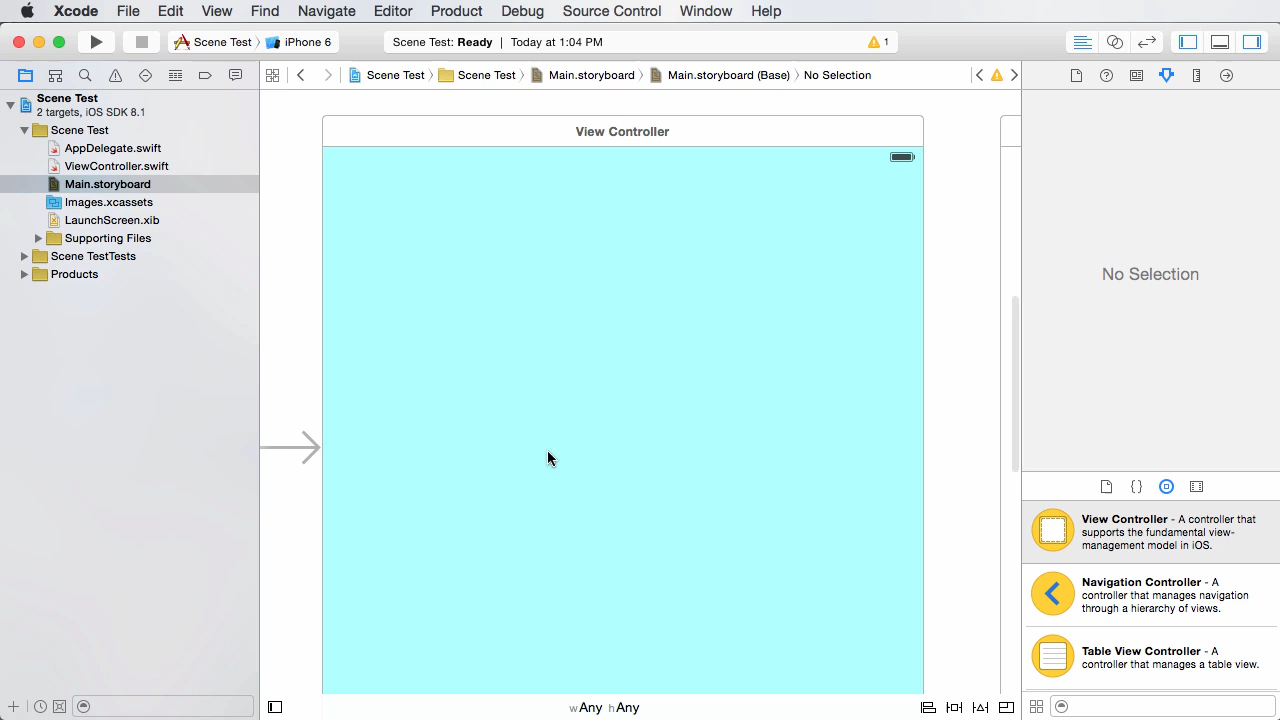 Xcode File Edit View Find Navigate Editor Product Debug Source Control Window Help
Scene Test iPhone 6 Scene Test: Ready | Today at 1:04 PM 1
Scene Test Scene Test Main.storyboard Main.storyboard (Base) No Selection
Scene Test
2 targets, iOS SDK 8.1
Scene Test
AppDelegate.swift
ViewController.swift
Main.storyboard
Images.xcassets
LaunchScreen.xib
Supporting Files
Scene TestTests
Products
View Controller
wAny hAny
No Selection
View Controller - A controller that
supports the fundamental view-
management model in iOS.
Navigation Controller - A
controller that manages navigation
through a hierarchy of views.
Table View Controller - A
controller that manages a table view.